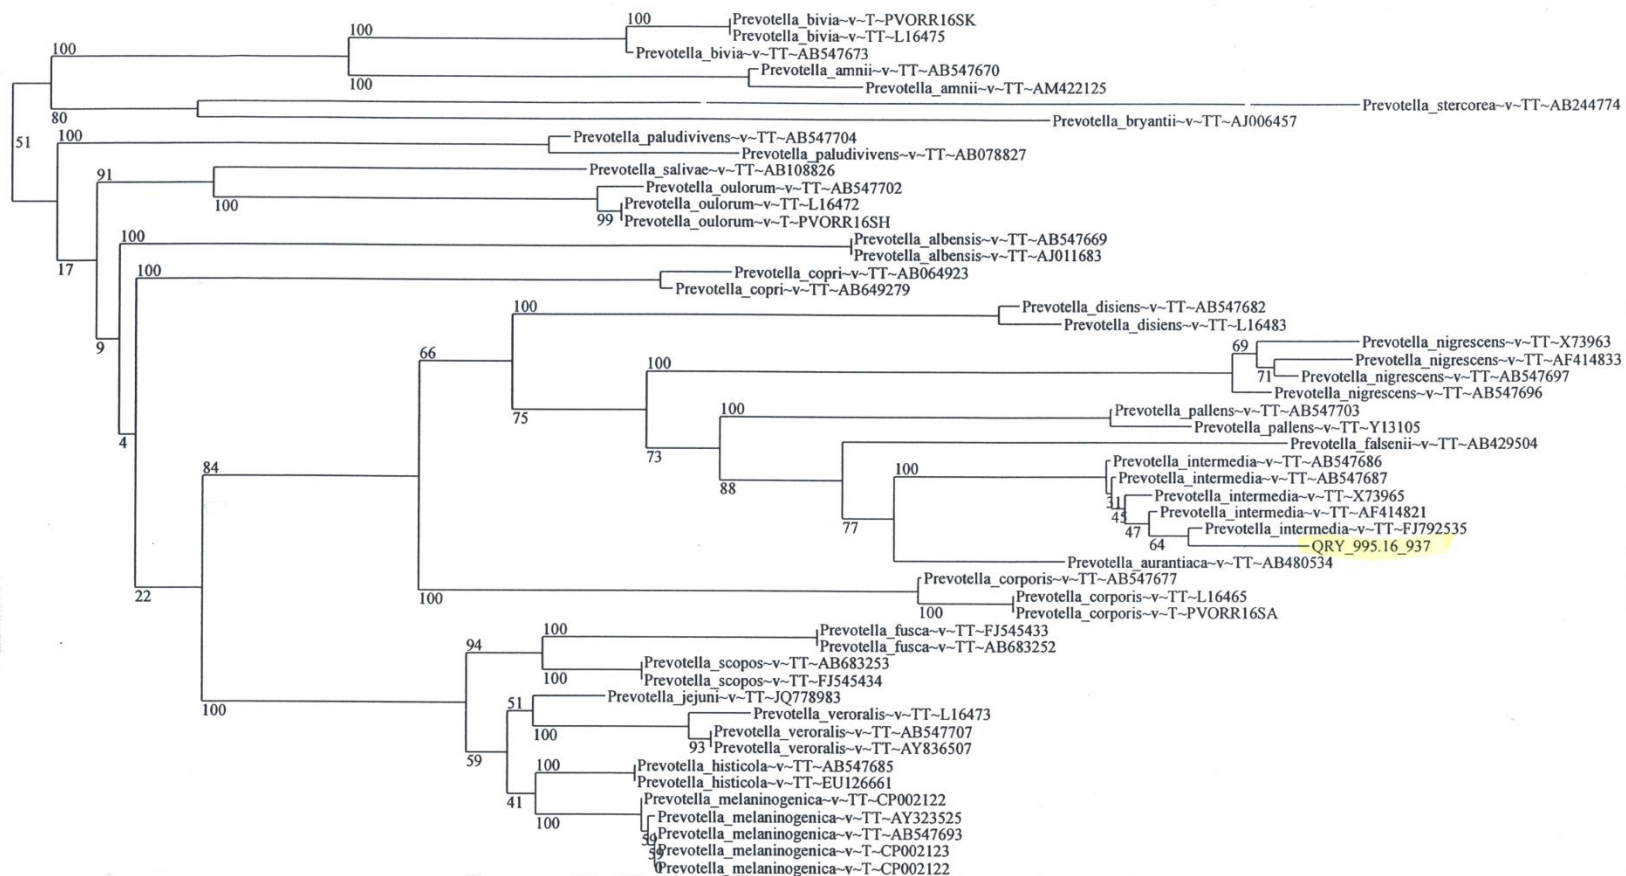 100
Prevotella_bivia~v~T~PVORR16SK
100
Prevotella_bivia~v~TT~L16475
100
Prevotella_bivia~v~TT~AB547673
Prevotella_amnii~v~TT~AB547670
100
Prevotella_amnii~v~TT~AM422125
Prevotella_stercorea~v~TT~AB244774
80
Prevotella_bryantii~v~TT~AJ006457
51
100
Prevotella_paludivivens~v~TT~AB547704
Prevotella_paludivivens~v~TT~AB078827
91
Prevotella_salivae~v~TT~AB108826
Prevotella_oulorum~v~TT~AB547702
100
Prevotella_oulorum~v~TT~L16472
99
Prevotella_oulorum~v~T~PVORR16SH
100
Prevotella_albensis~v~TT~AB547669
Prevotella_albensis~v~TT~AJ011683
17
100
Prevotella_copri~v~TT~AB064923
Prevotella_copri~v~TT~AB649279
100
Prevotella_disiens~v~TT~AB547682
Prevotella_disiens~v~TT~L16483
9
66
69
Prevotella_nigrescens~v~TT~X73963
100
Prevotella_nigrescens~v~TT~AF414833
71
Prevotella_nigrescens~v~TT~AB547697
Prevotella_nigrescens~v~TT~AB547696
75
100
Prevotella_pallens~v~TT~AB547703
Prevotella_pallens~v~TT~Y13105
4
Prevotella_falsenii~v~TT~AB429504
73
Prevotella_intermedia~v~TT~AB547686
84
100
Prevotella_intermedia~v~TT~AB547687
88
Prevotella_intermedia~v~TT~X73965
31
45
Prevotella_intermedia~v~TT~AF414821
77
47
Prevotella_intermedia~v~TT~FJ792535
64
QRY_995.16_937
Prevotella_aurantiaca~v~TT~AB480534
Prevotella_corporis~v~TT~AB547677
22
100
Prevotella_corporis~v~TT~L16465
100
Prevotella_corporis~v~T~PVORR16SA
100
Prevotella_fusca~v~TT~FJ545433
94
Prevotella_fusca~v~TT~AB683252
Prevotella_scopos~v~TT~AB683253
100
Prevotella_scopos~v~TT~FJ545434
51
Prevotella_jejuni~v~TT~JQ778983
100
Prevotella_veroralis~v~TT~L16473
100
Prevotella_veroralis~v~TT~AB547707
93
Prevotella_veroralis~v~TT~AY836507
59
100
Prevotella_histicola~v~TT~AB547685
Prevotella_histicola~v~TT~EU126661
41
Prevotella_melaninogenica~v~TT~CP002122
100
Prevotella_melaninogenica~v~TT~AY323525
59
Prevotella_melaninogenica~v~TT~AB547693
Prevotella_melaninogenica~v~T~CP002123
Prevotella_melaninogenica~v~T~CP002122